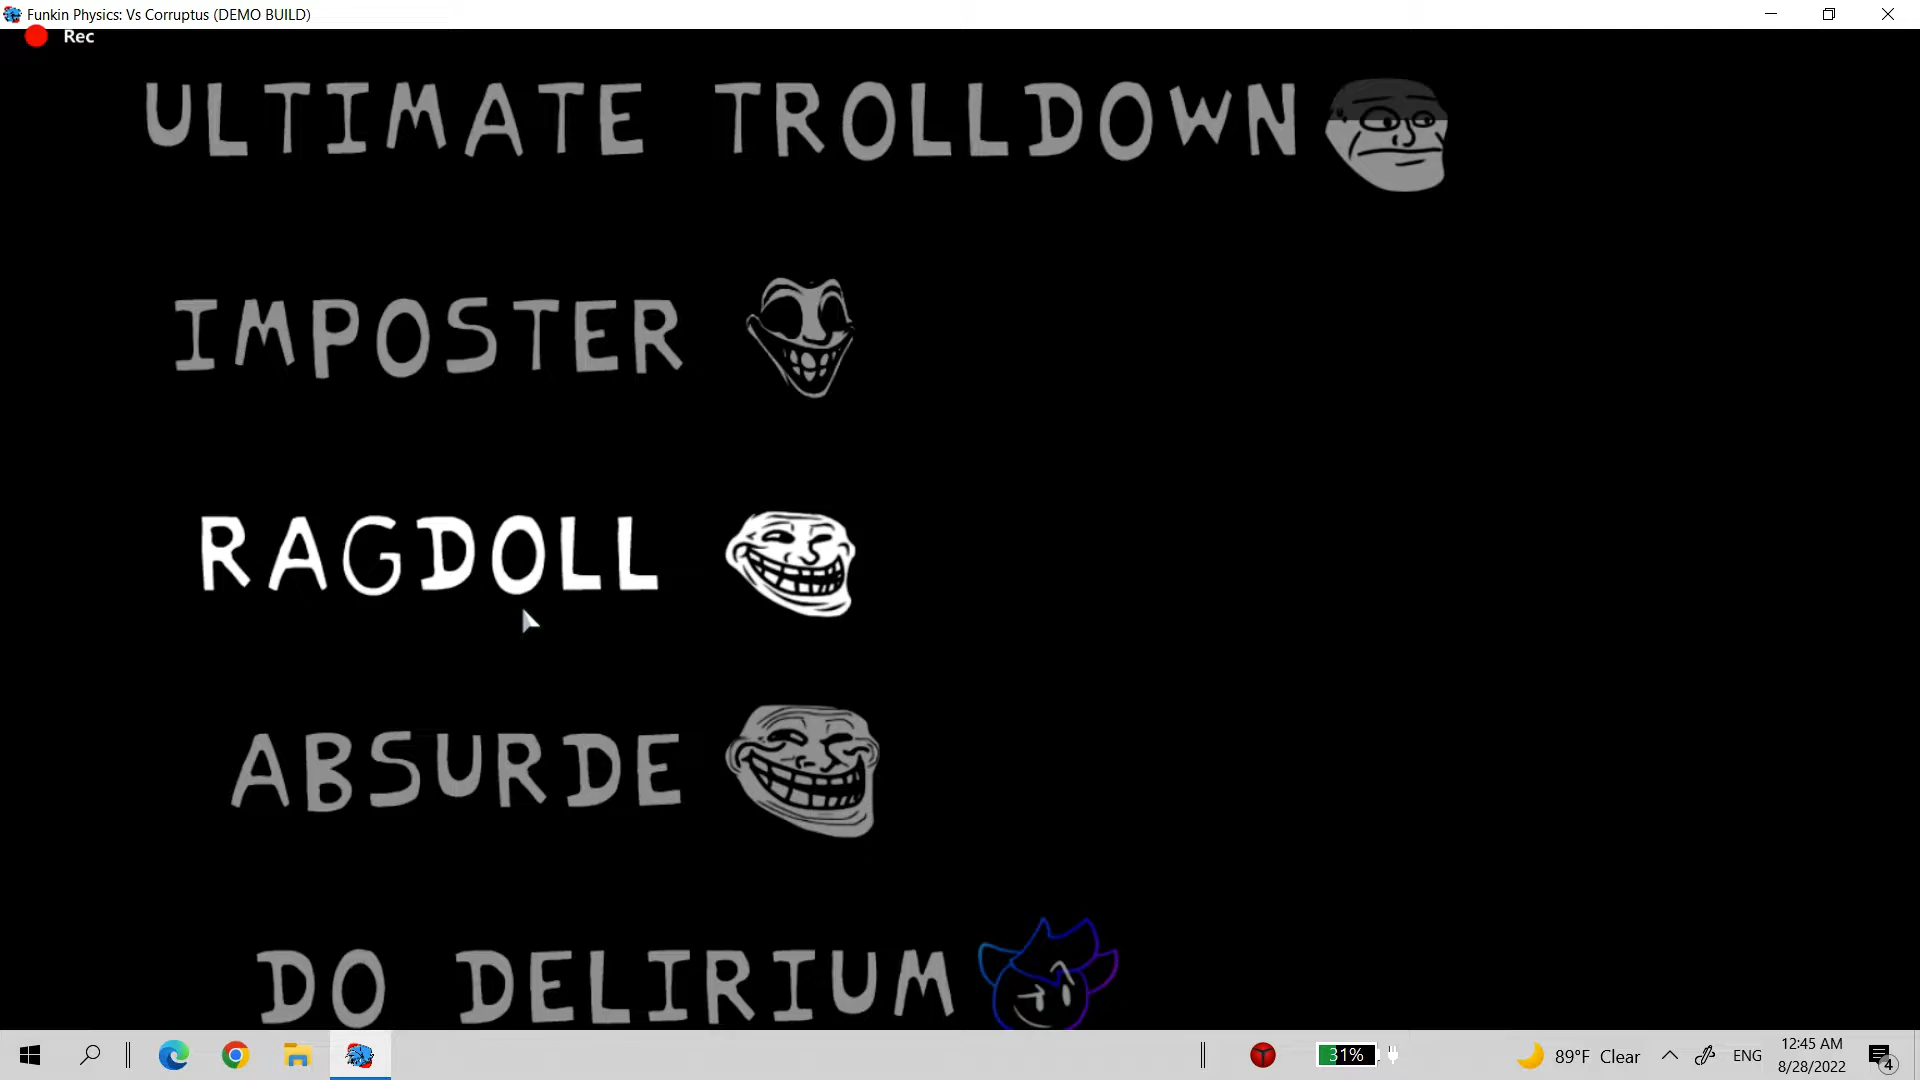 Funkin Physics: Vs Corruptus (DEMO BUILD)
Rec
ULTIMATE TROLLDOWN
IMPOSTER
RAGDOLL
ABSURDE
DO DELIRIUM
31%
89°F Clear
ENG
12:45 AM
8/28/2022
4